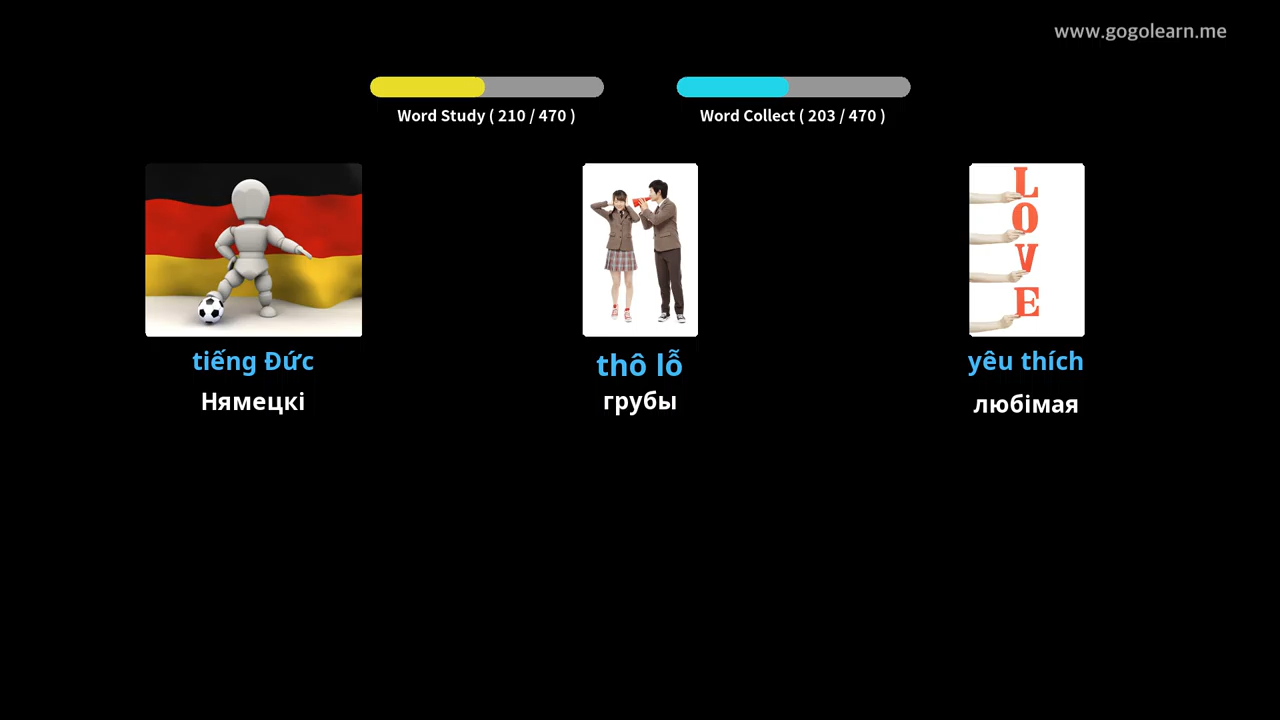 www.gogolearn.me
Word Study ( 210 / 470 )
Word Collect ( 203 / 470 )
L
O
V
E
tiếng Đức
thô lỗ
yêu thích
Нямецкі
грубы
любімая